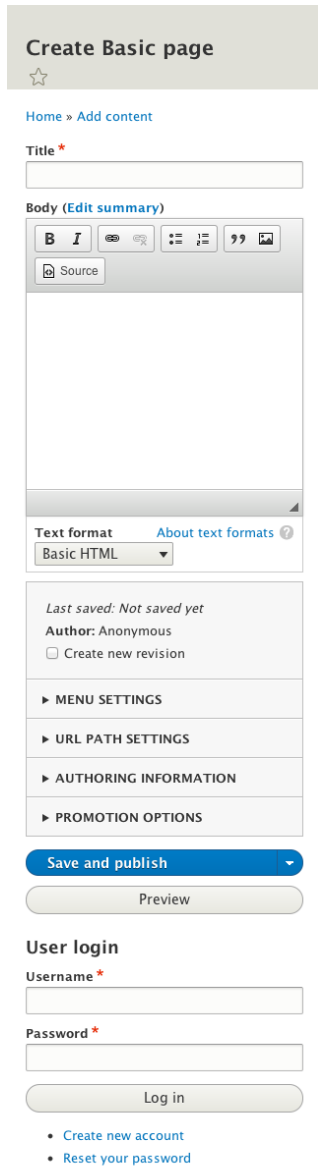 Create Basic page
Home » Add content
Title *
Body (Edit summary)
B I
Source
Text format About text formats ?
Basic HTML
Last saved: Not saved yet
Author: Anonymous
Create new revision
MENU SETTINGS
URL PATH SETTINGS
AUTHORING INFORMATION
PROMOTION OPTIONS
Save and publish
Preview
User login
Username *
Password *
Log in
Create new account
Reset your password